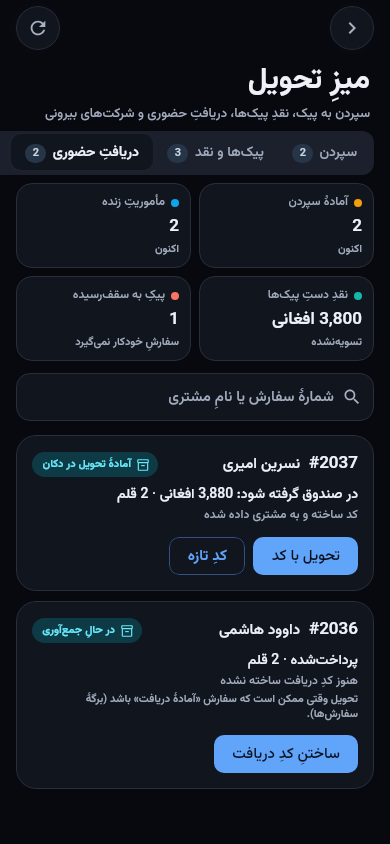 میزِ تحویل
سپردن به پیک، نقدِ پیک‌ها، دریافتِ حضوری و شرکت‌های بیرونی
سپردن 2 پیک‌ها و نقد 3 دریافتِ حضوری 2
آمادهٔ سپردن
2
اکنون
مأموریتِ زنده
2
اکنون
نقدِ دستِ پیک‌ها
3,800 افغانی
تسویه‌نشده
پیکِ به سقف‌رسیده
1
سفارشِ خودکار نمی‌گیرد
شمارهٔ سفارش یا نامِ مشتری
#2037 نسرین امیری آمادهٔ تحویل در دکان
در صندوق گرفته شود: 3,880 افغانی · 2 قلم
کد ساخته و به مشتری داده شده
تحویل با کد کدِ تازه
#2036 داوود هاشمی در حالِ جمع‌آوری
پرداخت‌شده · 2 قلم
هنوز کدِ دریافت ساخته نشده
تحویل وقتی ممکن است که سفارش «آمادهٔ دریافت» باشد (برگهٔ
سفارش‌ها).
ساختنِ کدِ دریافت